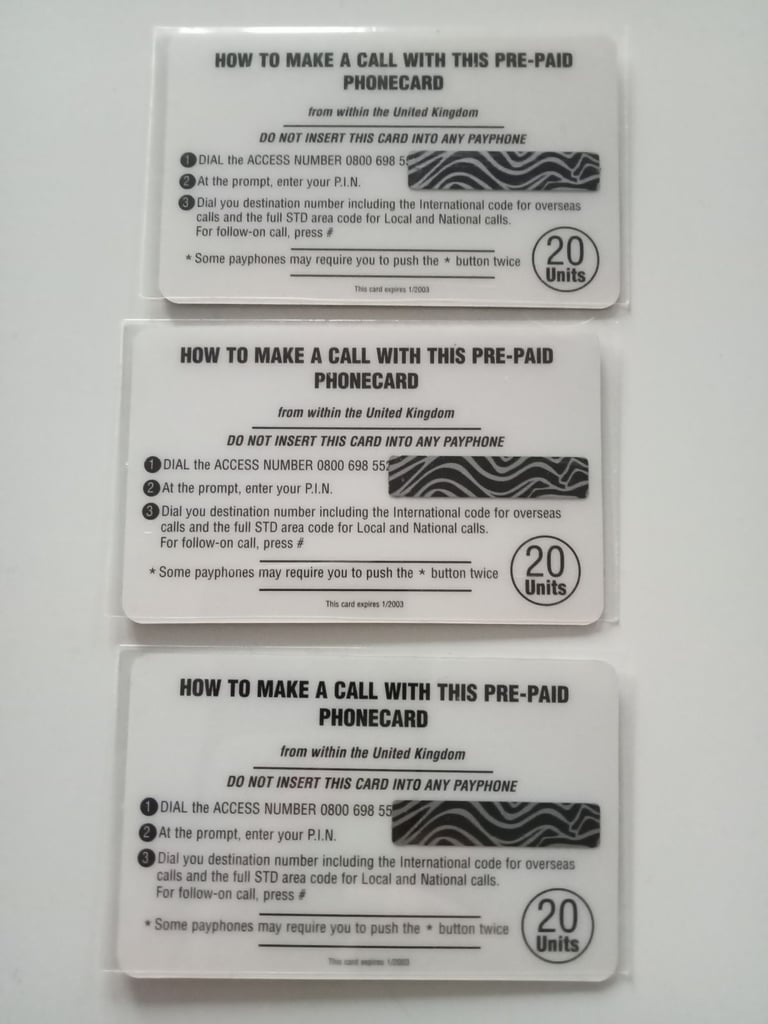 HOW TO MAKE A CALL WITH THIS PRE-PAID
PHONECARD
from within the United Kingdom
DO NOT INSERT THIS CARD INTO ANY PAYPHONE
1 DIAL the ACCESS NUMBER 0800 698 55
2 At the prompt, enter your P.I.N.
3 Dial you destination number including the International code for overseas
calls and the full STD area code for Local and National calls.
For follow-on call, press #
* Some payphones may require you to push the * button twice
20
Units
This card expires 1/2003
HOW TO MAKE A CALL WITH THIS PRE-PAID
PHONECARD
from within the United Kingdom
DO NOT INSERT THIS CARD INTO ANY PAYPHONE
1 DIAL the ACCESS NUMBER 0800 698 552
2 At the prompt, enter your P.I.N.
3 Dial you destination number including the International code for overseas
calls and the full STD area code for Local and National calls.
For follow-on call, press #
* Some payphones may require you to push the * button twice
20
Units
This card expires 1/2003
HOW TO MAKE A CALL WITH THIS PRE-PAID
PHONECARD
from within the United Kingdom
DO NOT INSERT THIS CARD INTO ANY PAYPHONE
1 DIAL the ACCESS NUMBER 0800 698 55
2 At the prompt, enter your P.I.N.
3 Dial you destination number including the International code for overseas
calls and the full STD area code for Local and National calls.
For follow-on call, press #
* Some payphones may require you to push the * button twice
20
Units
This card expires 1/2003